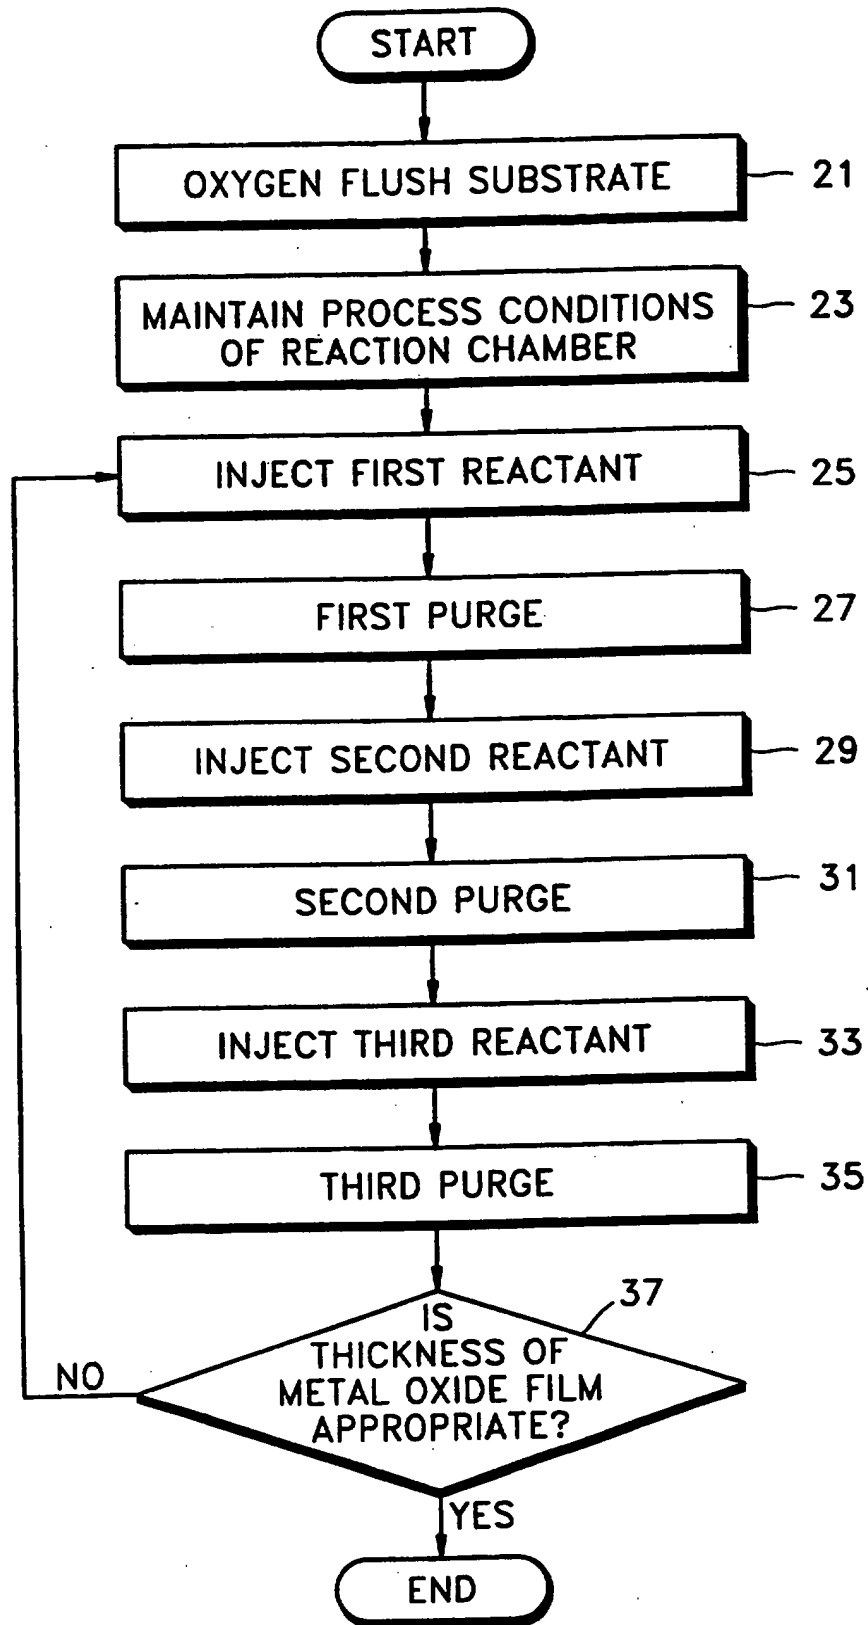 START
OXYGEN FLUSH SUBSTRATE
21
MAINTAIN PROCESS CONDITIONS
OF REACTION CHAMBER
23
INJECT FIRST REACTANT
25
FIRST PURGE
27
INJECT SECOND REACTANT
29
SECOND PURGE
31
INJECT THIRD REACTANT
33
THIRD PURGE
35
IS
THICKNESS OF
METAL OXIDE FILM
APPROPRIATE?
37
NO
YES
END